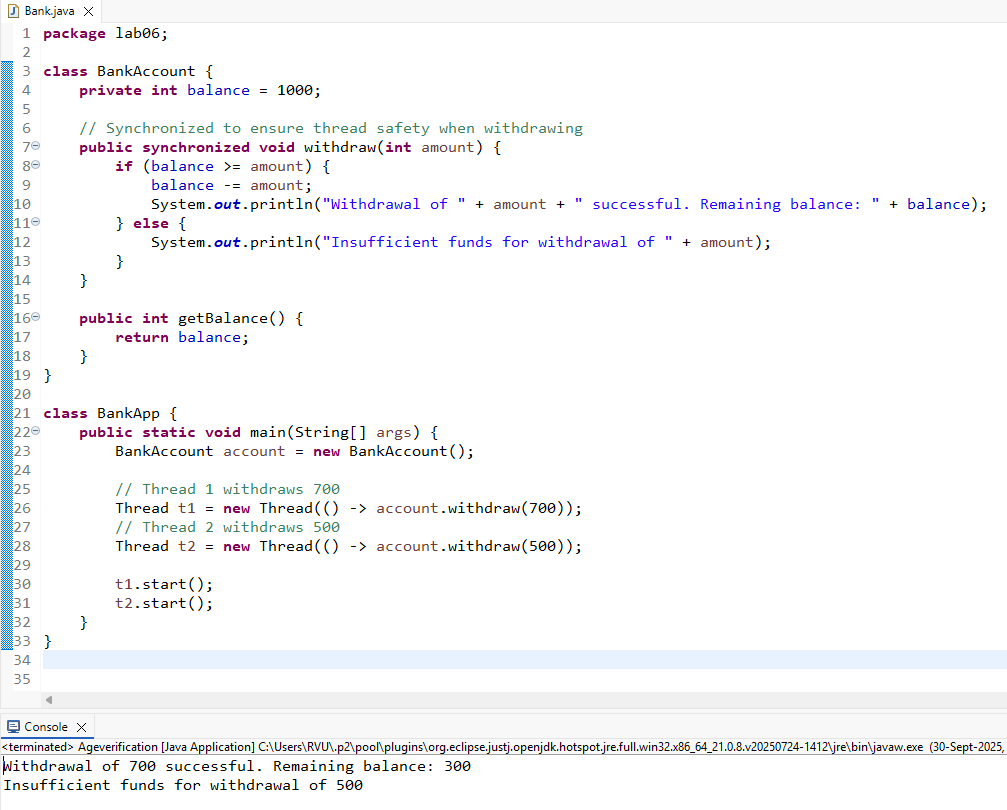 Bank.java
1 package lab06;
2
3 class BankAccount {
4     private int balance = 1000;
5
6     // Synchronized to ensure thread safety when withdrawing
7     public synchronized void withdraw(int amount) {
8         if (balance >= amount) {
9             balance -= amount;
10             System.out.println("Withdrawal of " + amount + " successful. Remaining balance: " + balance);
11         } else {
12             System.out.println("Insufficient funds for withdrawal of " + amount);
13         }
14     }
15
16     public int getBalance() {
17         return balance;
18     }
19 }
20
21 class BankApp {
22     public static void main(String[] args) {
23         BankAccount account = new BankAccount();
24
25         // Thread 1 withdraws 700
26         Thread t1 = new Thread(() -> account.withdraw(700));
27         // Thread 2 withdraws 500
28         Thread t2 = new Thread(() -> account.withdraw(500));
29
30         t1.start();
31         t2.start();
32     }
33 }
34
35
Console
<terminated> Ageverification [Java Application] C:\Users\RVU\.p2\pool\plugins\org.eclipse.justj.openjdk.hotspot.jre.full.win32.x86_64_21.0.8.v20250724-1412\jre\bin\javaw.exe (30-Sept-2025,
Withdrawal of 700 successful. Remaining balance: 300
Insufficient funds for withdrawal of 500